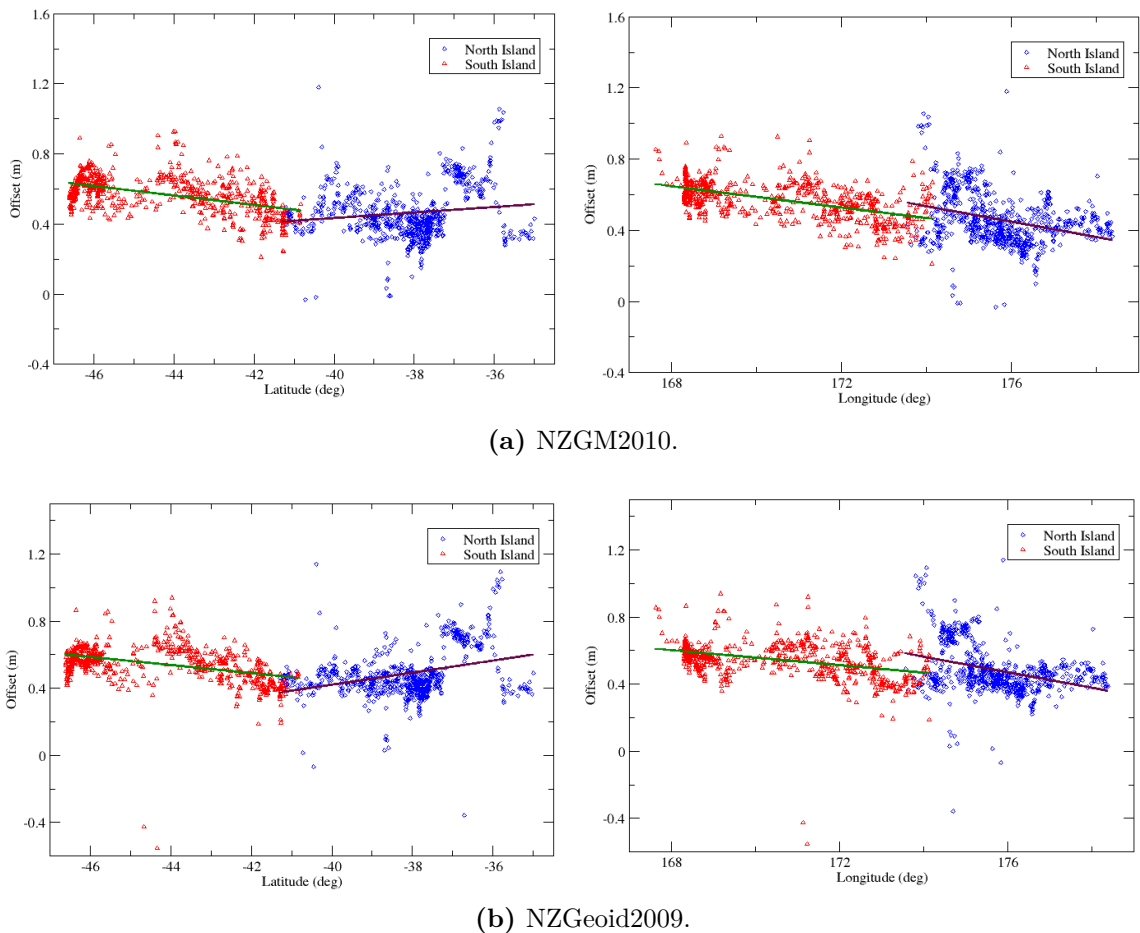 1.6
1.2
0.8
0.4
0
-0.4
Offset (m)
North Island
South Island
-46
-44
-42
-40
-38
-36
Latitude (deg)
1.6
1.2
0.8
0.4
0
-0.4
Offset (m)
North Island
South Island
168
172
176
Longitude (deg)
(a) NZGM2010.
1.2
0.8
0.4
0
-0.4
Offset (m)
North Island
South Island
-46
-44
-42
-40
-38
-36
Latitude (deg)
1.2
0.8
0.4
0
-0.4
Offset (m)
North Island
South Island
168
172
176
Longitude (deg)
(b) NZGeoid2009.